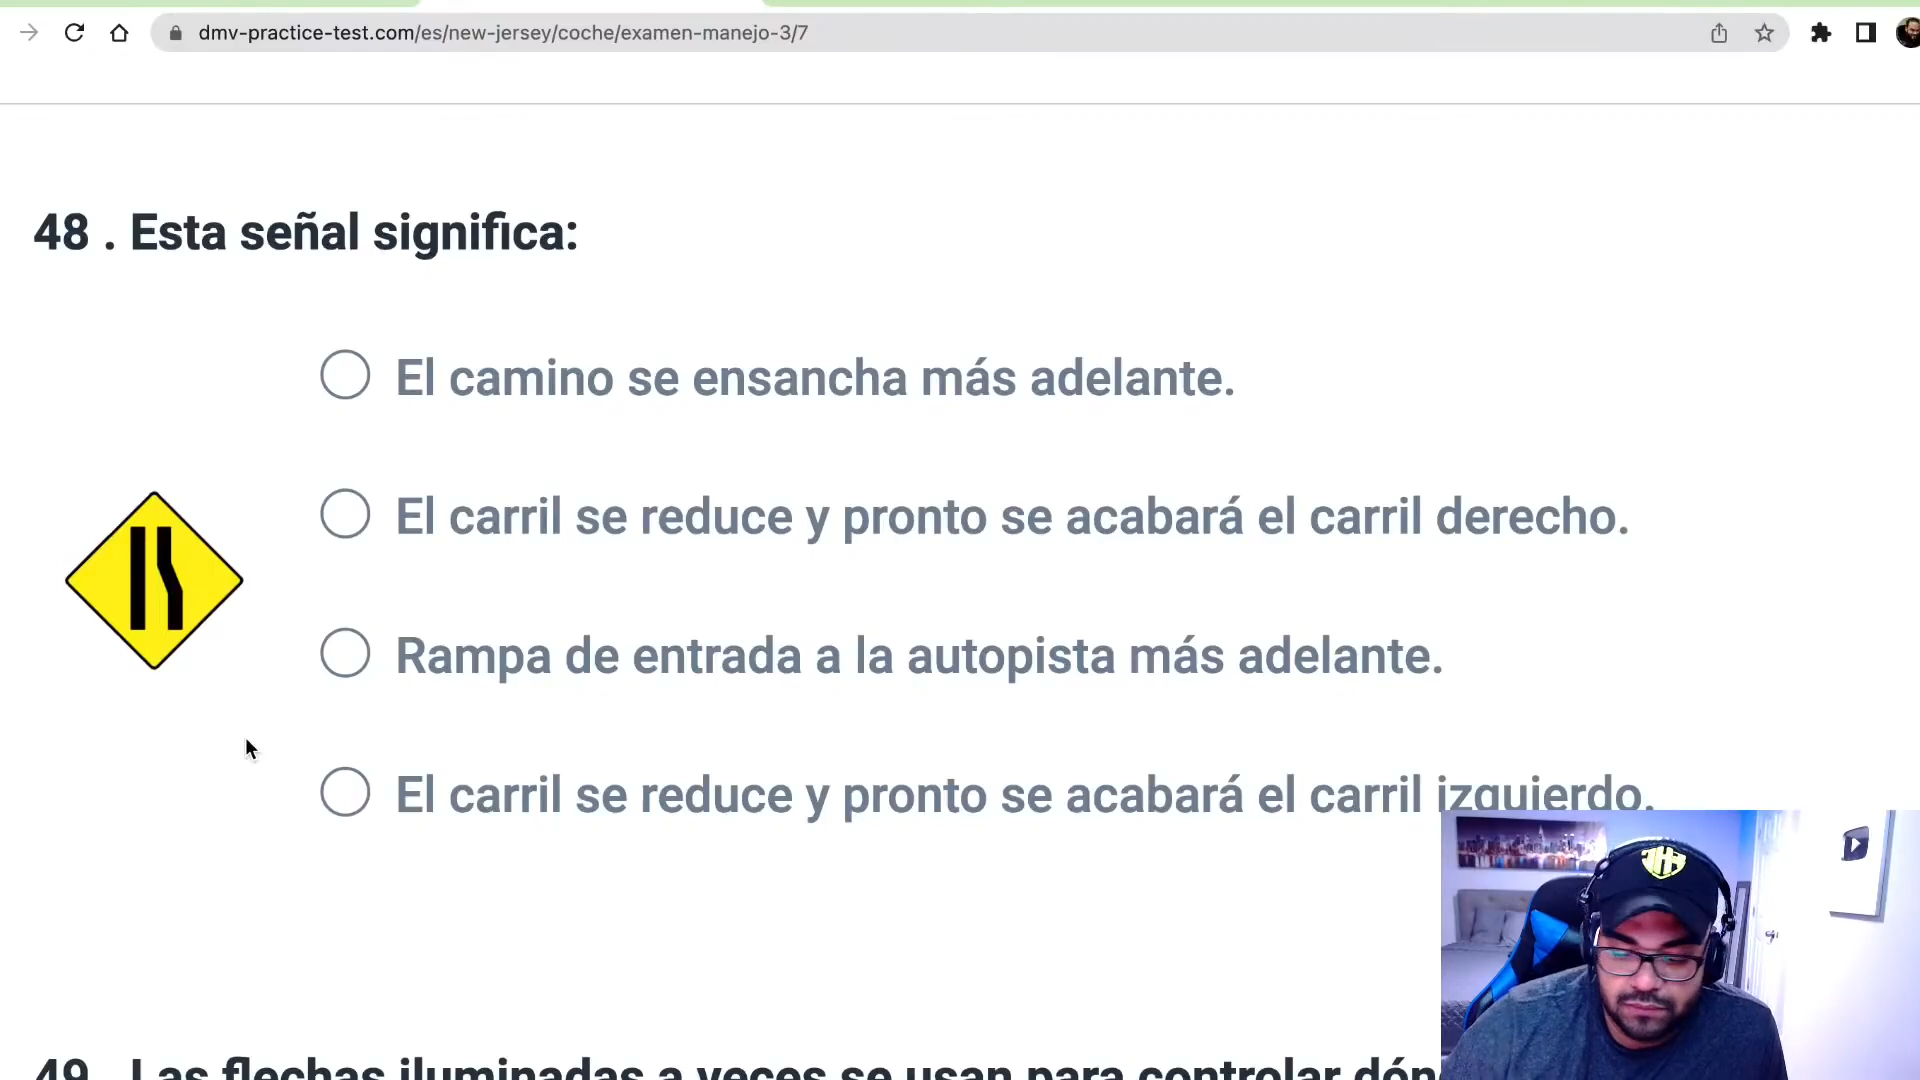 dmv-practice-test.com/es/new-jersey/coche/examen-manejo-3/7
48 . Esta señal significa:
El camino se ensancha más adelante.
El carril se reduce y pronto se acabará el carril derecho.
Rampa de entrada a la autopista más adelante.
El carril se reduce y pronto se acabará el carril izquierdo.
49 . Las flechas iluminadas a veces se usan para controlar